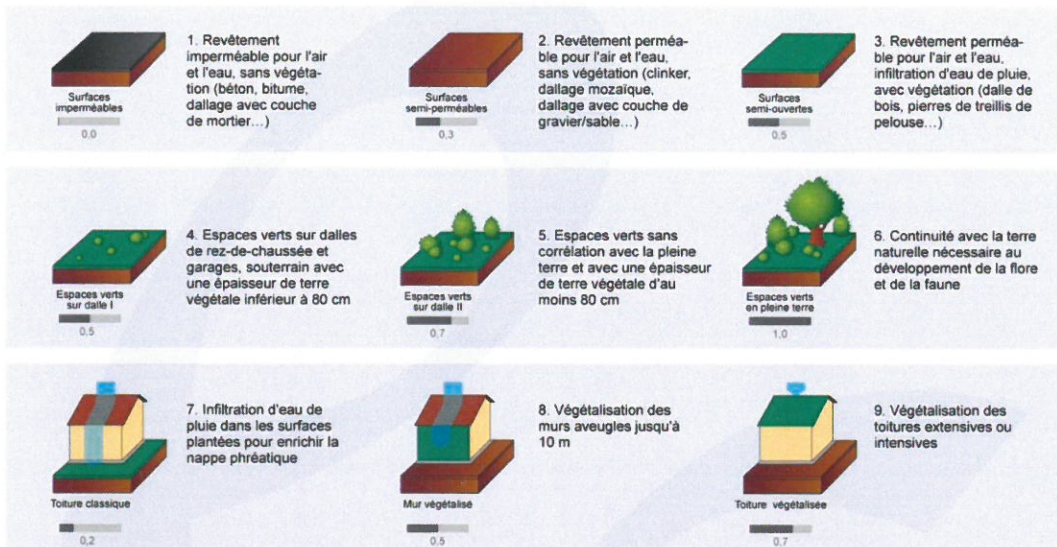 1. Revêtement
imperméable pour l'air
et l'eau, sans végéta-
tion (béton, bitume,
dallage avec couche
de mortier…)
Surfaces
imperméables
0.0
2. Revêtement perméa-
ble pour l'air et l'eau,
sans végétation (clinker,
dallage mozaïque,
dallage avec couche de
gravier/sable…)
Surfaces
semi-perméables
0.3
3. Revêtement perméa-
ble pour l'air et l'eau,
infiltration d'eau de pluie,
avec végétation (dalle de
bois, pierres de treillis de
pelouse…)
Surfaces
semi-ouvertes
0.5
4. Espaces verts sur dalles
de rez-de-chaussée et
garages, souterrain avec
une épaisseur de terre
végétale inférieur à 80 cm
Espaces verts
sur dalle I
0,5
5. Espaces verts sans
corrélation avec la pleine
terre et avec une épaisseur
de terre végétale d'au
moins 80 cm
Espaces verts
sur dalle II
0,7
6. Continuité avec la terre
naturelle nécessaire au
développement de la flore
et de la faune
Espaces verts
en pleine terre
1,0
7. Infiltration d'eau de
pluie dans les surfaces
plantées pour enrichir la
nappe phréatique
Toiture classique
0,2
8. Végétalisation des
murs aveugles jusqu'à
10 m
Mur végétalisé
0,5
9. Végétalisation des
toitures extensives ou
intensives
Toiture végétalisée
0,7